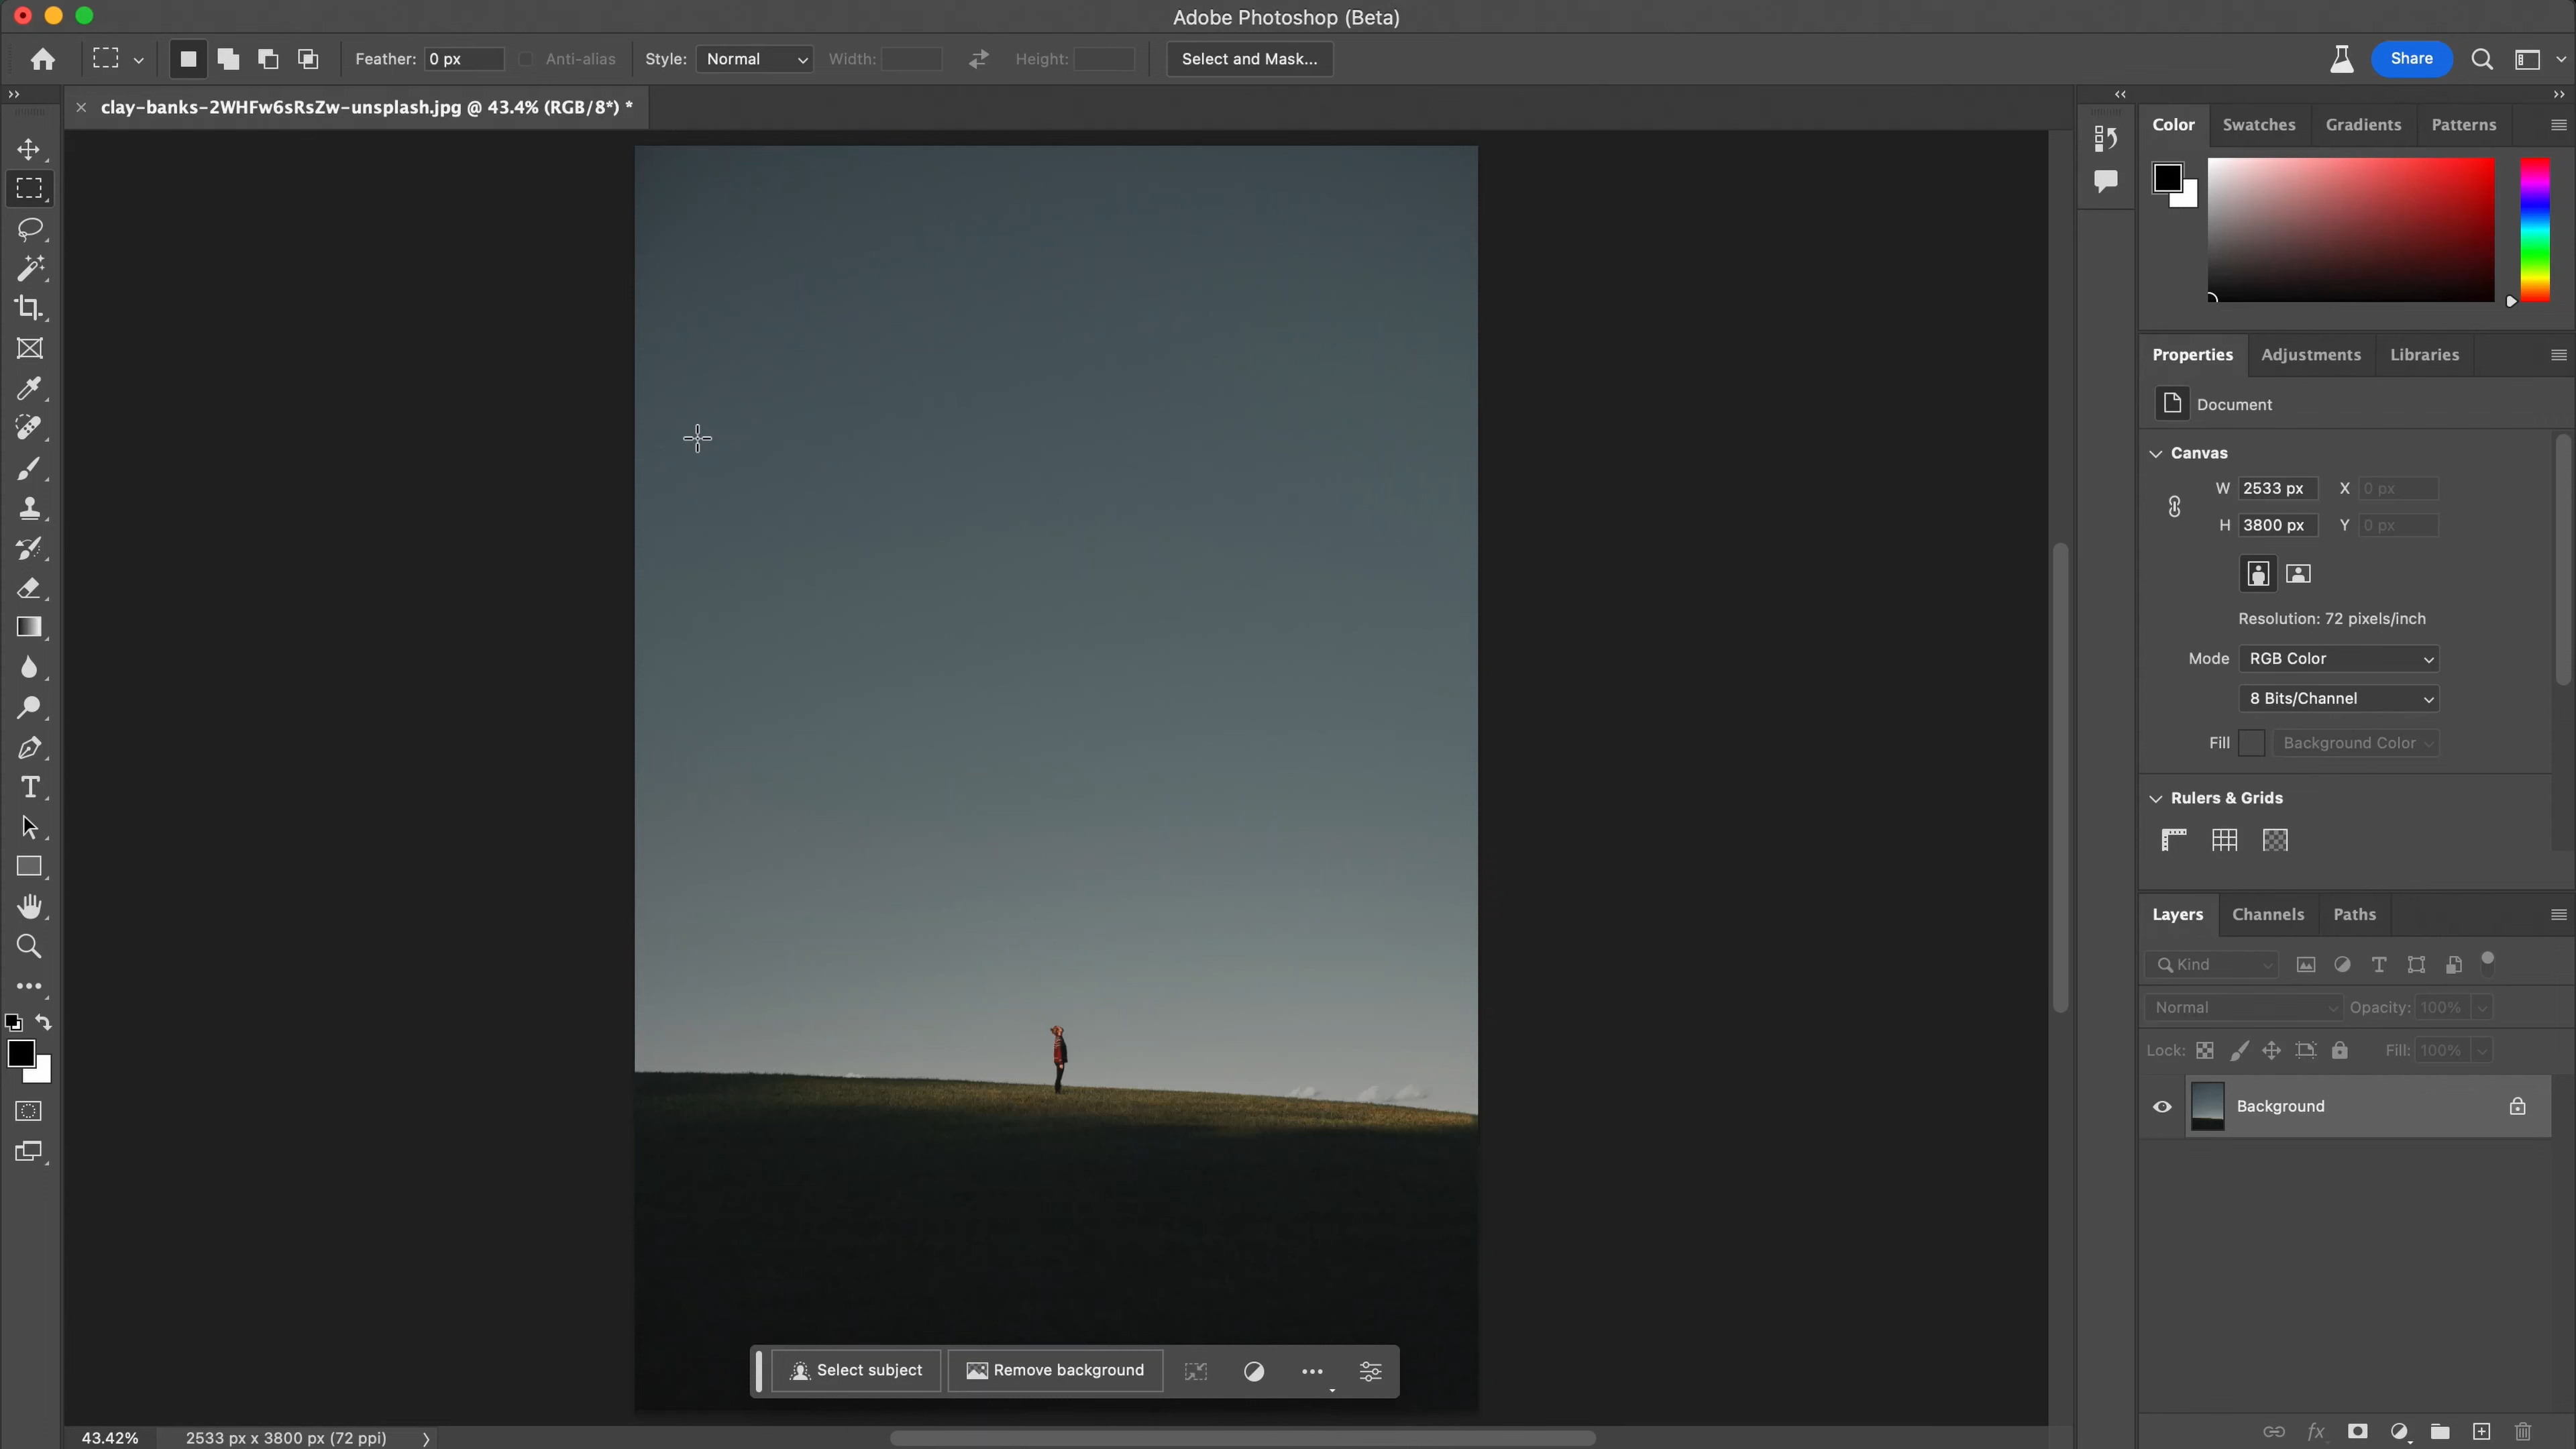 Adobe Photoshop (Beta)
Feather: 0 px Anti-alias Style: Normal Width: Height: Select and Mask... Share
clay-banks-2WHFw6sRsZw-unsplash.jpg @ 43.4% (RGB/8*) *
Color Swatches Gradients Patterns
Properties Adjustments Libraries
Document
Canvas
W 2533 px X 0 px
H 3800 px Y 0 px
Resolution: 72 pixels/inch
Mode RGB Color
8 Bits/Channel
Fill Background Color
Rulers & Grids
Layers Channels Paths
Kind
Normal Opacity: 100%
Lock: Fill: 100%
Background
Select subject Remove background
43.42% 2533 px x 3800 px (72 ppi)
fx